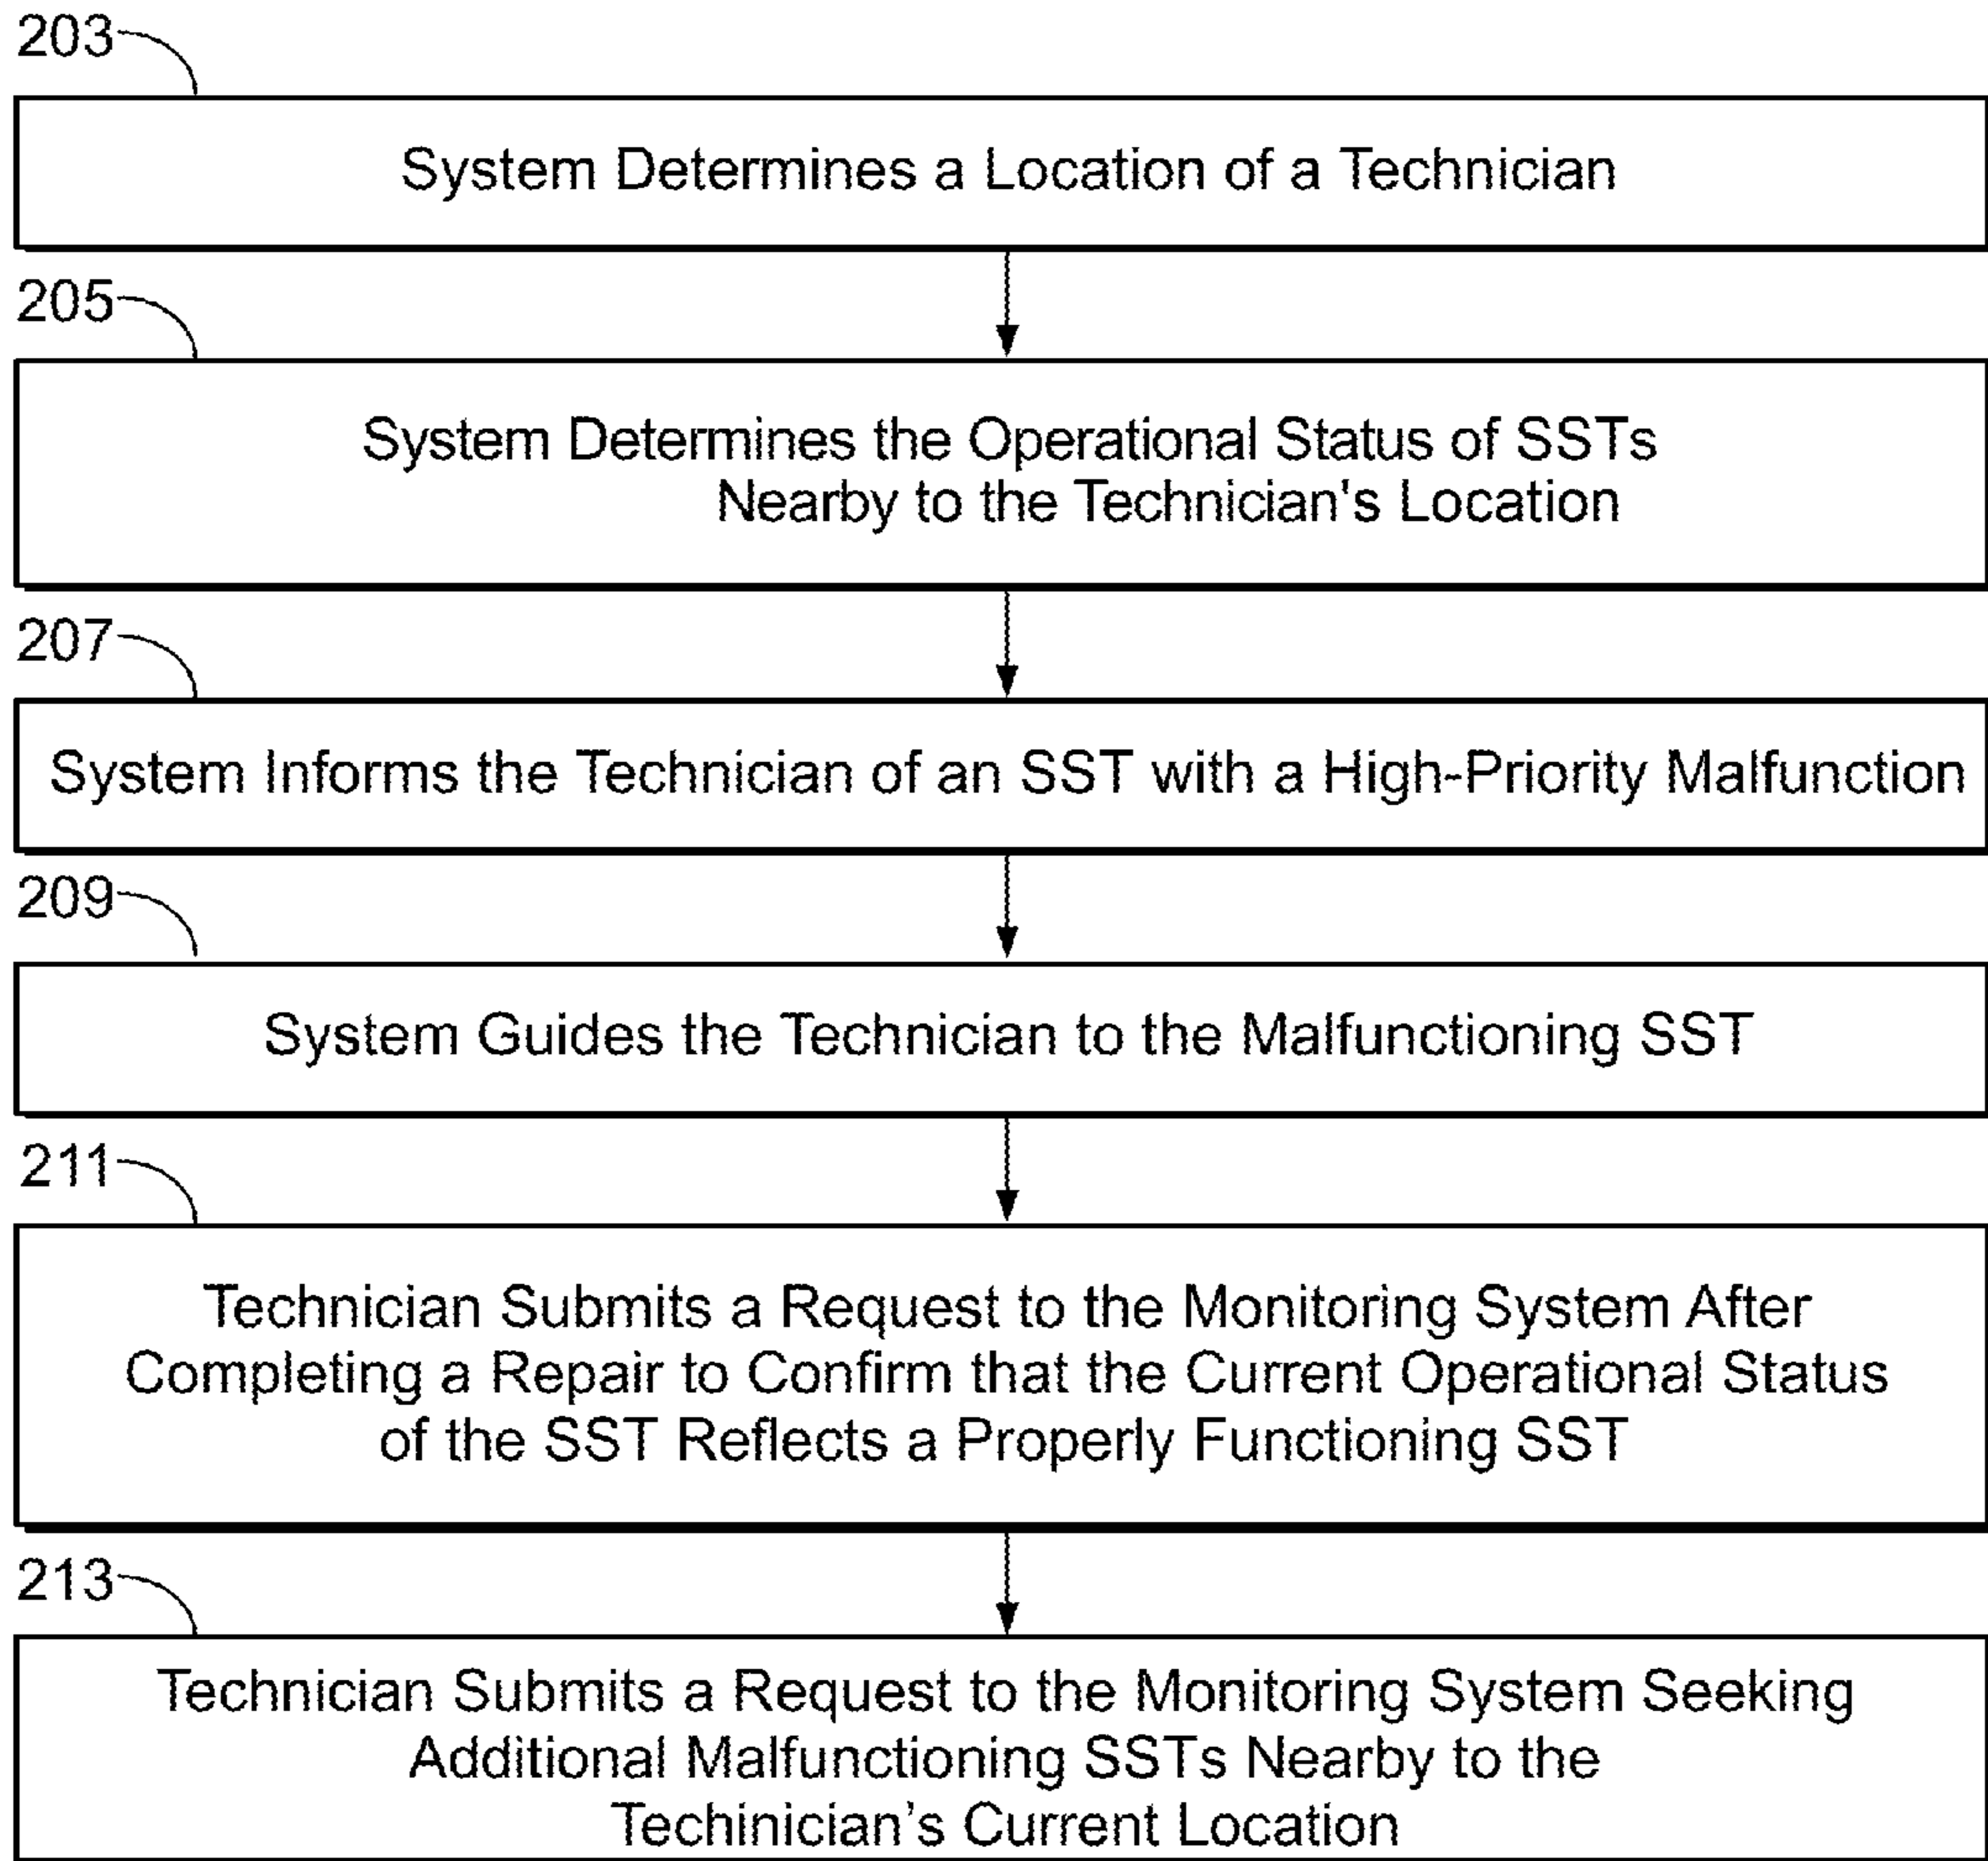 203
System Determines a Location of a Technician
205
System Determines the Operational Status of SSTs
Nearby to the Technician's Location
207
System Informs the Technician of an SST with a High-Priority Malfunction
209
System Guides the Technician to the Malfunctioning SST
211
Technician Submits a Request to the Monitoring System After
Completing a Repair to Confirm that the Current Operational Status
of the SST Reflects a Properly Functioning SST
213
Technician Submits a Request to the Monitoring System Seeking
Additional Malfunctioning SSTs Nearby to the
Techinician’s Current Location